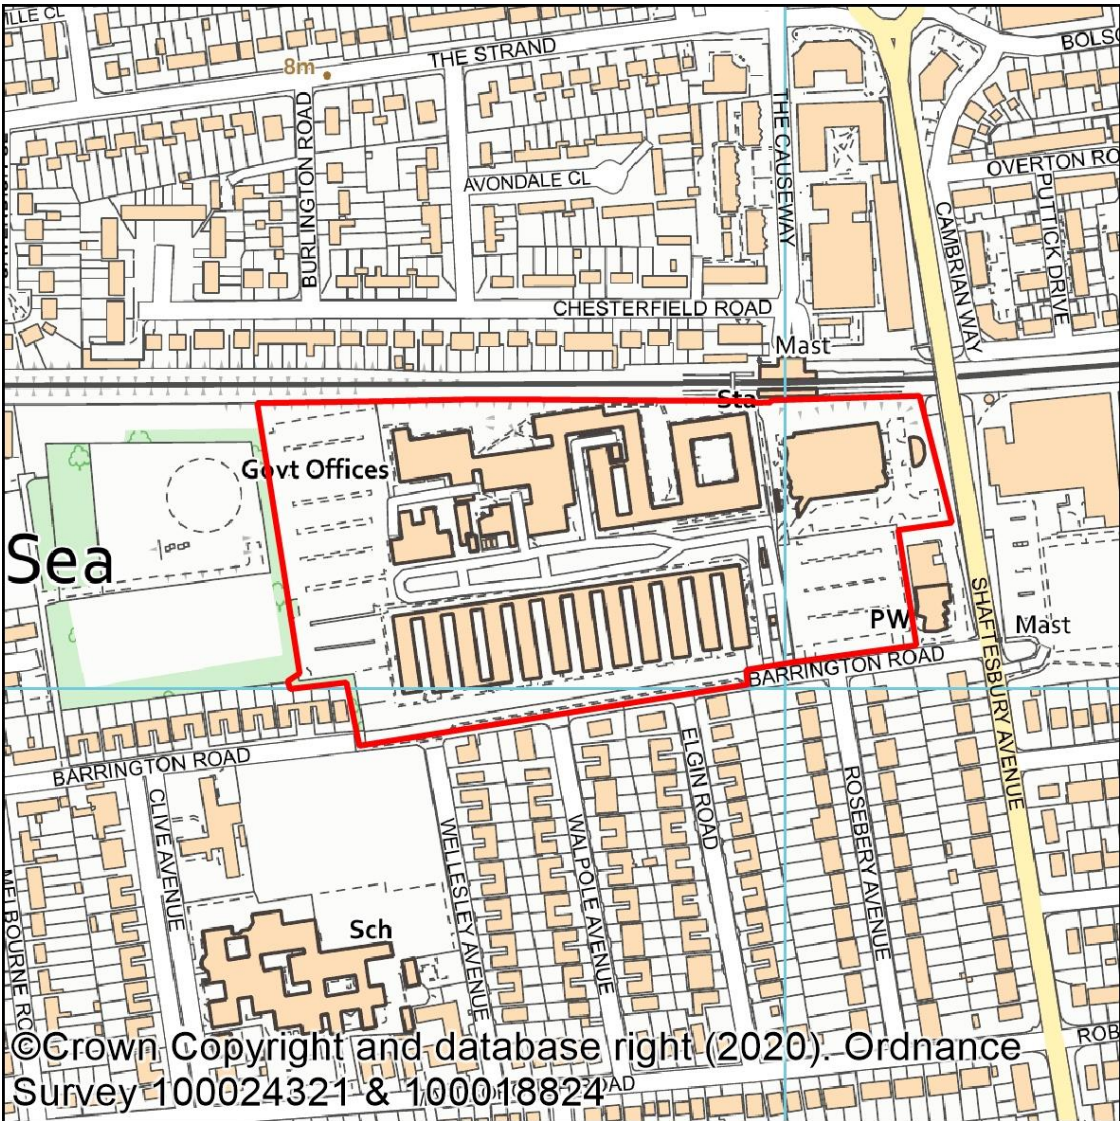 THE STRAND
8m
BURLINGTON ROAD
AVONDALE CL
THE CAUSEWAY
OVERTON
CAMBRIAN WAY
PUTTICK DRIVE
CHESTERFIELD ROAD
Mast
Sta
Govt Offices
Sea
PW
SHAFTESBURY AVENUE
Mast
BARRINGTON ROAD
BARRINGTON ROAD
CLIVE AVENUE
WELLESLEY AVENUE
WALPOLE AVENUE
ELGIN ROAD
ROSEBERY AVENUE
Sch
©Crown Copyright and database right (2020). Ordnance
Survey 100024321 & 100018824